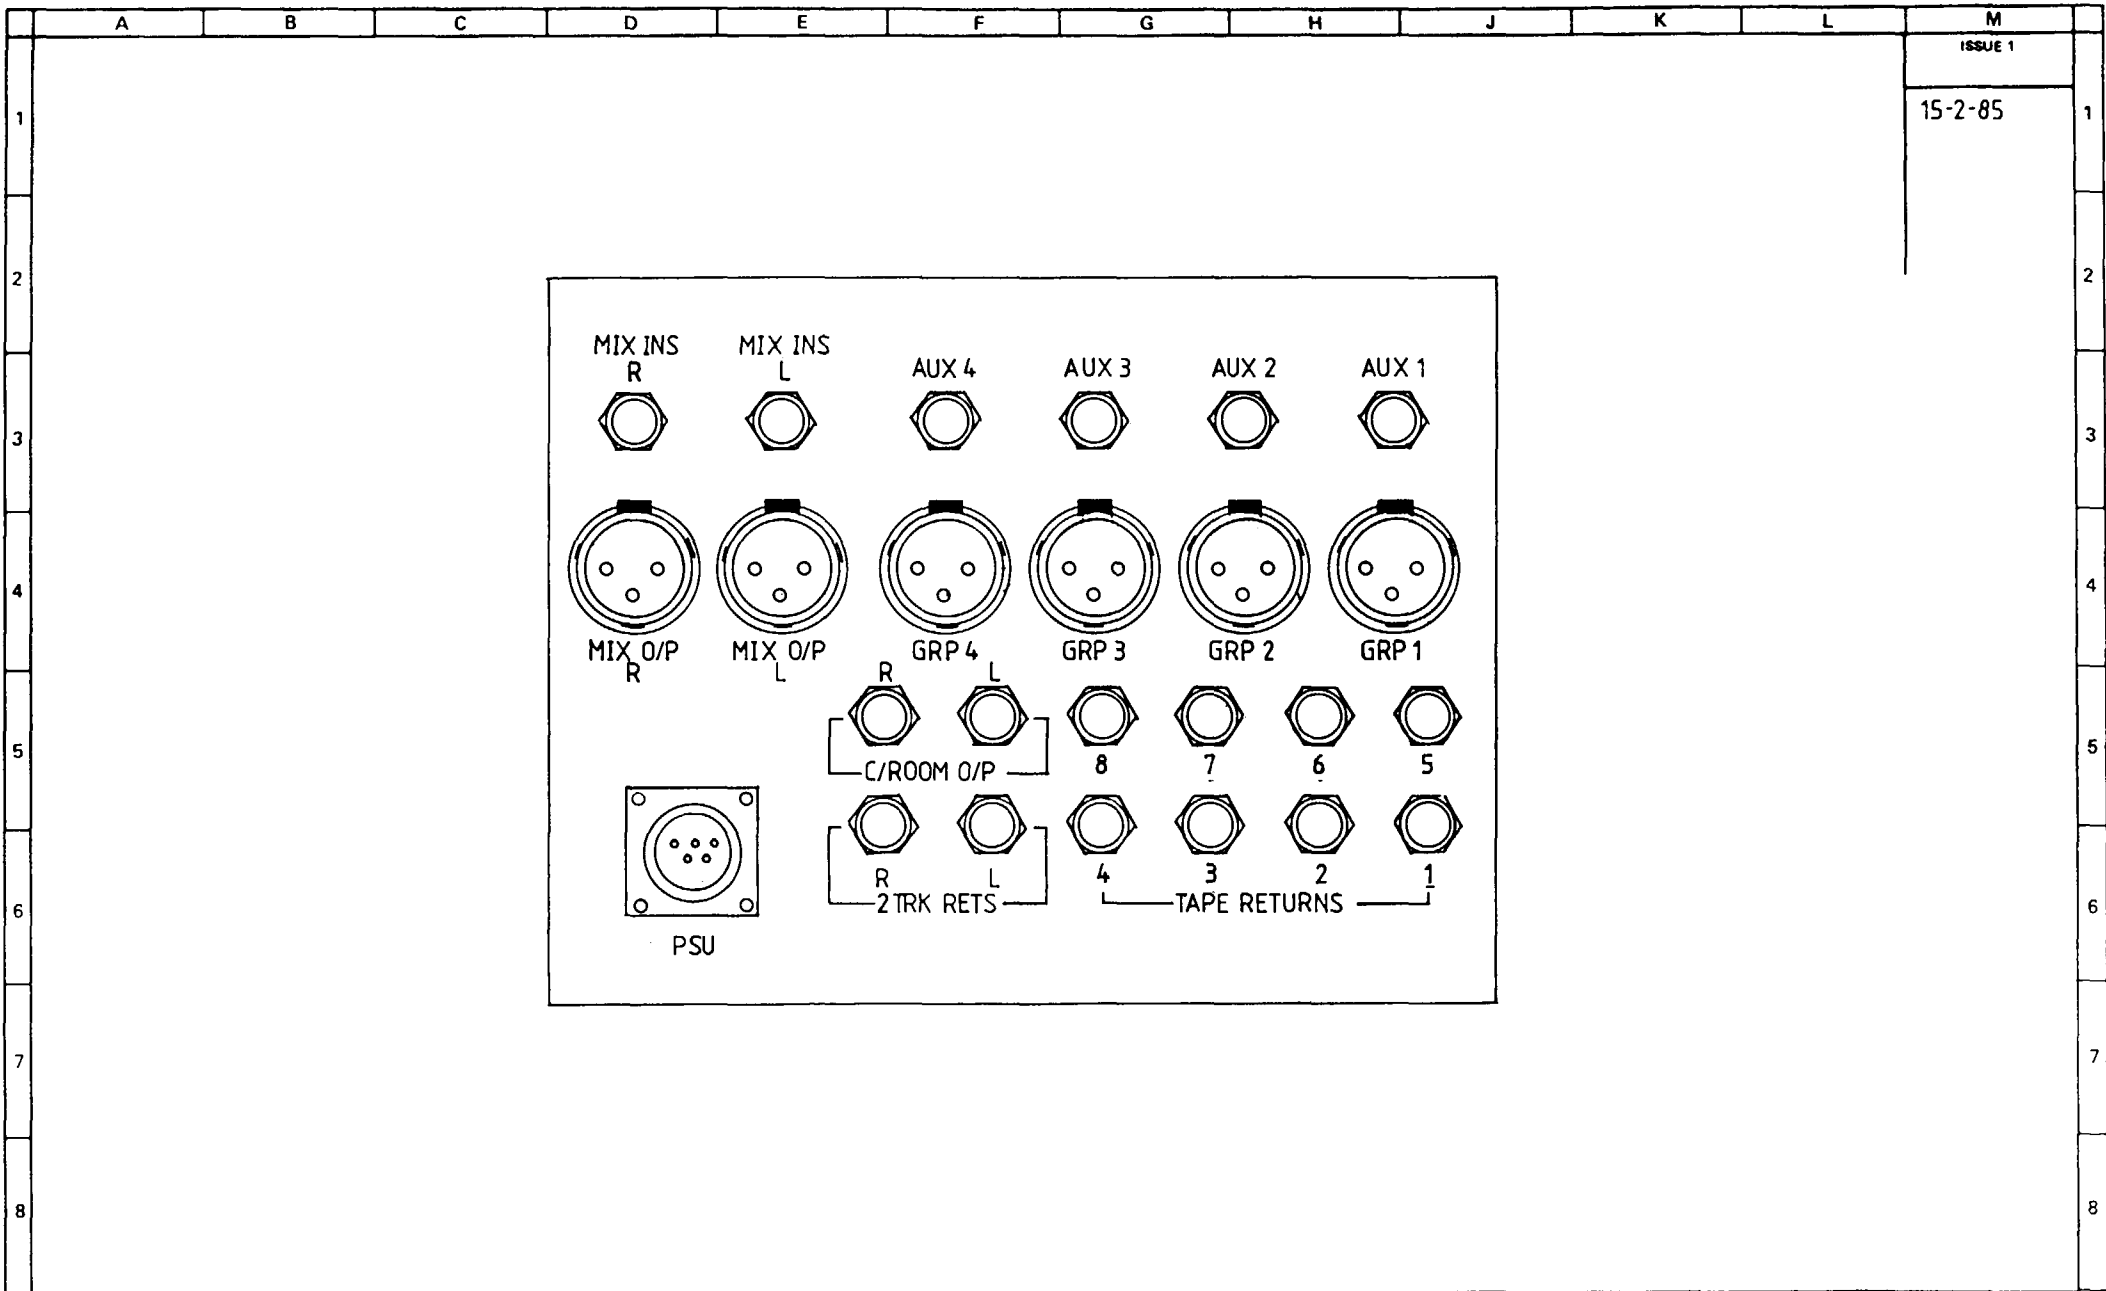 A B C D E F G H J K L M
ISSUE 1
1 15-2-85 1
2 2
MIX INS MIX INS
R L AUX 4 AUX 3 AUX 2 AUX 1
3 3
4 4
MIX O/P MIX O/P GRP 4 GRP 3 GRP 2 GRP 1
R L R L
5 5
C/ROOM O/P 8 7 6 5
R L 4 3 2 1
2 TRK RETS TAPE RETURNS
6 6
PSU
7 7
8 8